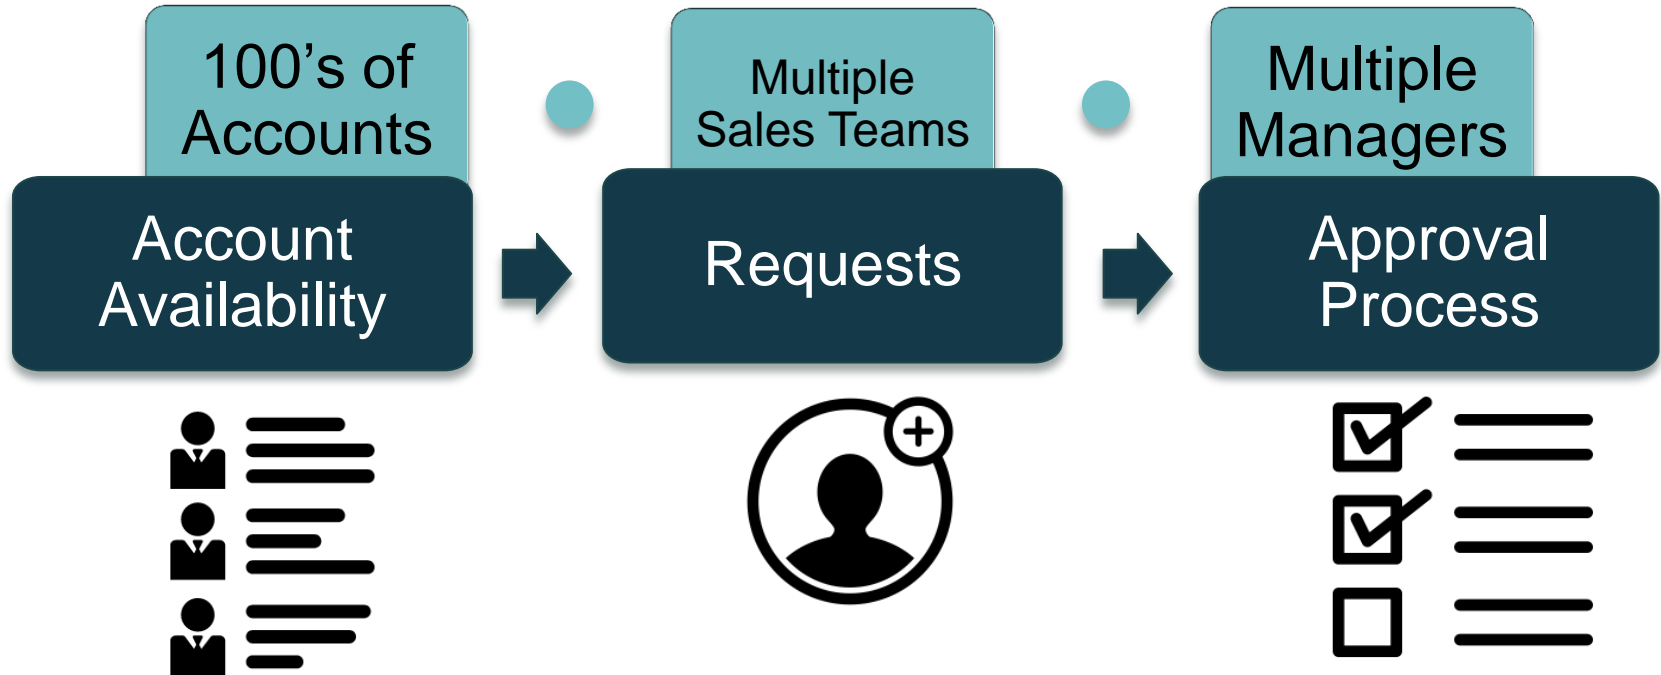 100’s of
Accounts
Account
Availability
Multiple
Sales Teams
Requests
Multiple
Managers
Approval
Process